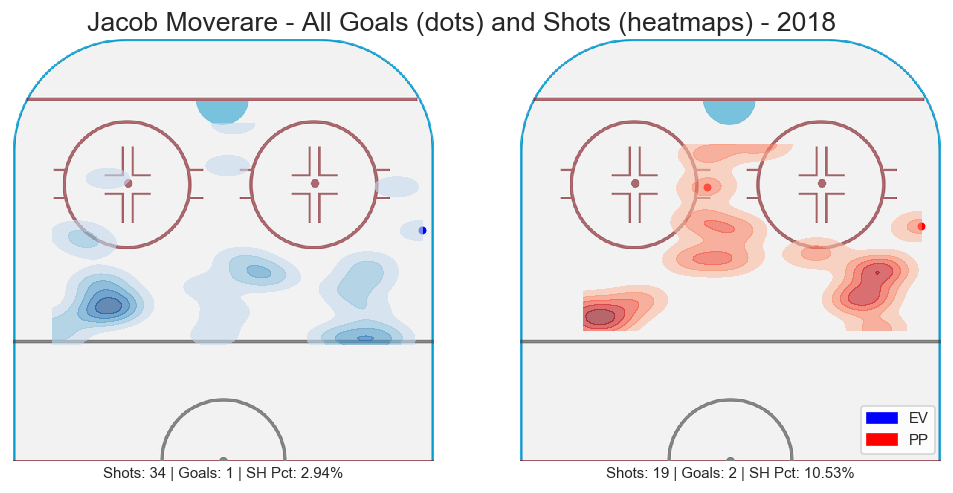 Jacob Moverare - All Goals (dots) and Shots (heatmaps) - 2018
EV
PP
Shots: 34 | Goals: 1 | SH Pct: 2.94%
Shots: 19 | Goals: 2 | SH Pct: 10.53%